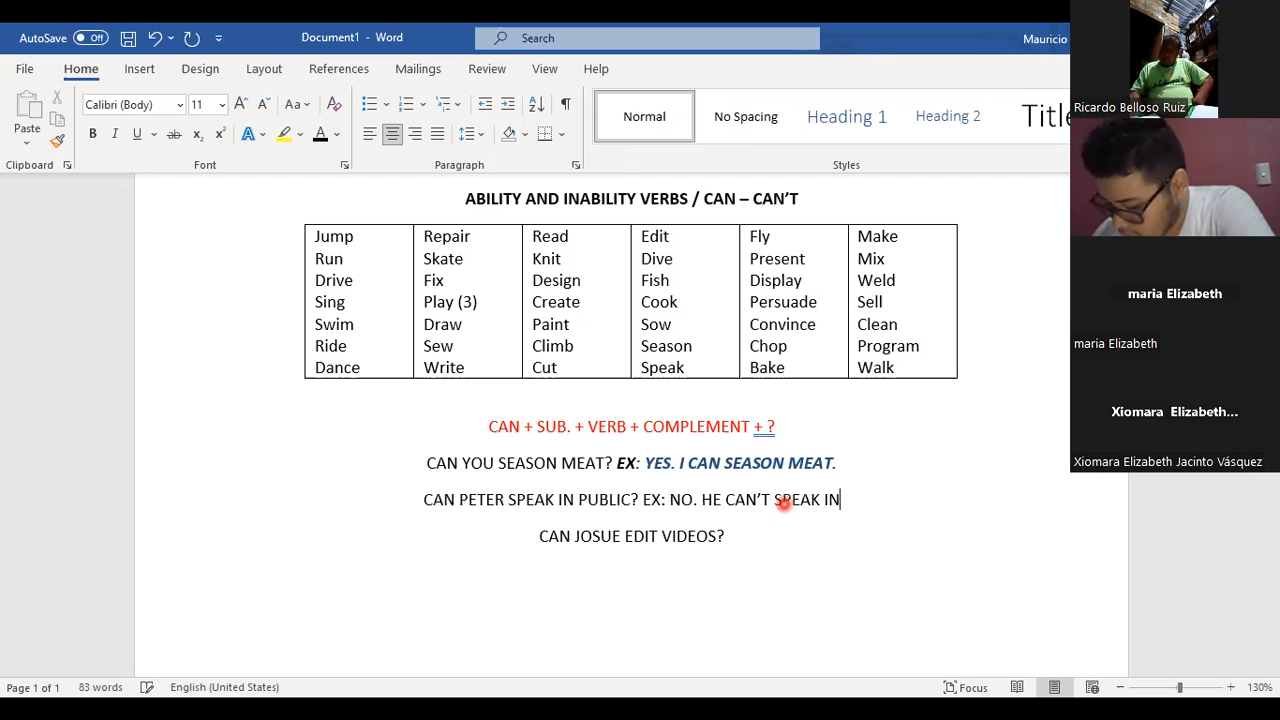 AutoSave Off Document1 - Word Search Mauricio
File Home Insert Design Layout References Mailings Review View Help
Calibri (Body) 11 Aa
Paste B I U ab x₂ x² A A
Normal No Spacing Heading 1 Heading 2 Title
Clipboard Font Paragraph Styles
Ricardo Belloso Ruiz
maria Elizabeth
maria Elizabeth
Xiomara Elizabeth...
Xiomara Elizabeth Jacinto Vásquez
ABILITY AND INABILITY VERBS / CAN – CAN’T
Jump Repair Read Edit Fly Make
Run Skate Knit Dive Present Mix
Drive Fix Design Fish Display Weld
Sing Play (3) Create Cook Persuade Sell
Swim Draw Paint Sow Convince Clean
Ride Sew Climb Season Chop Program
Dance Write Cut Speak Bake Walk
CAN + SUB. + VERB + COMPLEMENT + ?
CAN YOU SEASON MEAT? EX: YES. I CAN SEASON MEAT.
CAN PETER SPEAK IN PUBLIC? EX: NO. HE CAN’T SPEAK IN
CAN JOSUE EDIT VIDEOS?
Page 1 of 1 83 words English (United States) Focus 130%